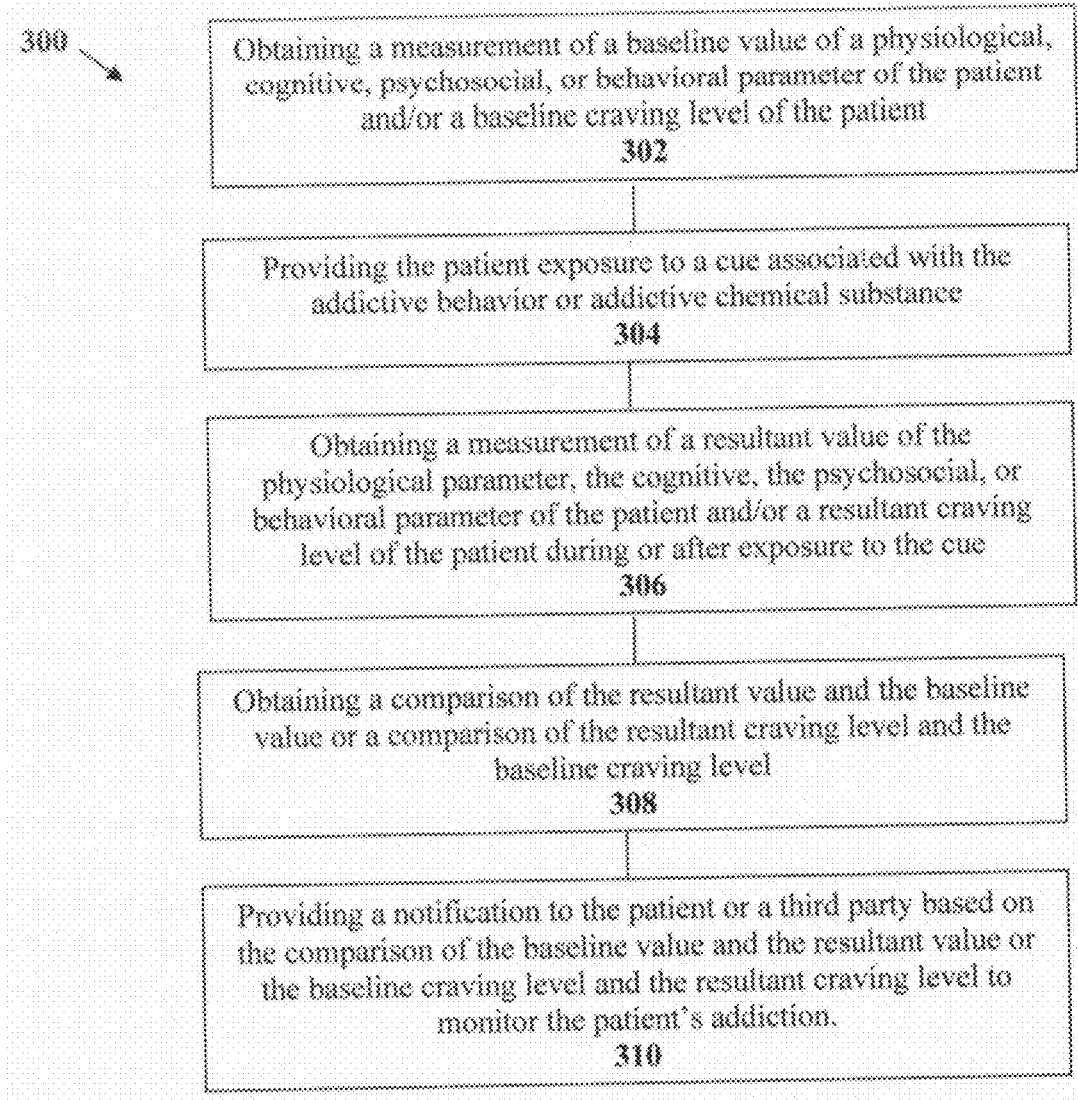 300
Obtaining a measurement of a baseline value of a physiological,
cognitive, psychosocial, or behavioral parameter of the patient
and/or a baseline craving level of the patient
302
Providing the patient exposure to a cue associated with the
addictive behavior or addictive chemical substance
304
Obtaining a measurement of a resultant value of the
physiological parameter, the cognitive, the psychosocial, or
behavioral parameter of the patient and/or a resultant craving
level of the patient during or after exposure to the cue
306
Obtaining a comparison of the resultant value and the baseline
value or a comparison of the resultant craving level and the
baseline craving level
308
Providing a notification to the patient or a third party based on
the comparison of the baseline value and the resultant value or
the baseline craving level and the resultant craving level to
monitor the patient's addiction.
310